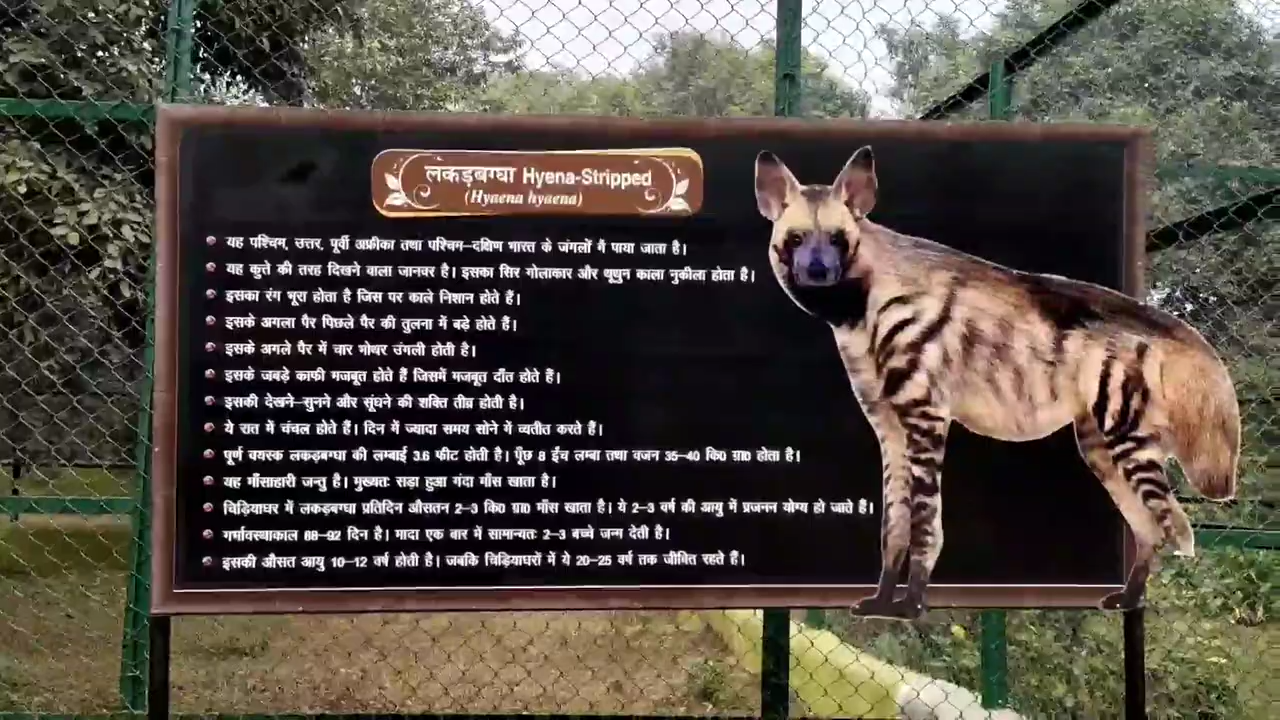 लकड़बग्घा Hyena-Stripped
(Hyaena hyaena)
यह पश्चिम, उत्तर, पूर्वी अफ्रीका तथा पश्चिम–दक्षिण भारत के जंगलों में पाया जाता है।
यह कुत्ते की तरह दिखने वाला जानवर है। इसका सिर गोलाकार और थूथुन काला नुकीला होता है।
इसका रंग भूरा होता है जिस पर काले निशान होते हैं।
इसके अगला पैर पिछले पैर की तुलना में बड़े होते हैं।
इसके अगले पैर में चार भोथर उंगली होती है।
इसके जबड़े काफी मजबूत होते हैं जिसमें मजबूत दाँत होते हैं।
इसकी देखने–सुनने और सूंघने की शक्ति तीव्र होती है।
ये रात में चंचल होते हैं। दिन में ज्यादा समय सोने में व्यतीत करते हैं।
पूर्ण वयस्क लकड़बग्घा की लम्बाई 3.6 फीट होती है। पूँछ 8 ईंच लम्बा तथा वजन 35–40 कि0 ग्रा0 होता है।
यह माँसाहारी जन्तु है। मुख्यतः सड़ा हुआ गंदा माँस खाता है।
चिड़ियाघर में लकड़बग्घा प्रतिदिन औसतन 2–3 कि0 ग्रा0 माँस खाता है। ये 2–3 वर्ष की आयु में प्रजनन योग्य हो जाते हैं।
गर्भावस्थाकाल 88–92 दिन है। मादा एक बार में सामान्यतः 2–3 बच्चे जन्म देती है।
इसकी औसत आयु 10–12 वर्ष होती है। जबकि चिड़ियाघरों में ये 20–25 वर्ष तक जीवित रहते हैं।